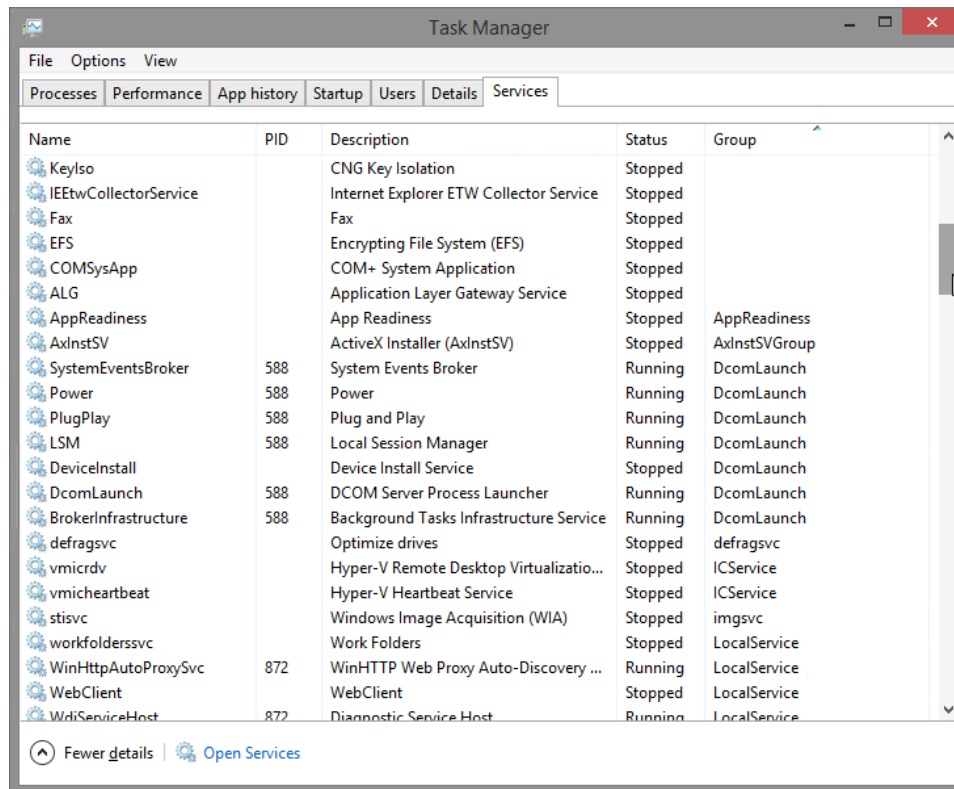 Task Manager
File Options View
Processes Performance App history Startup Users Details Services
Name PID Description Status Group
KeyIso CNG Key Isolation Stopped
IEEtwCollectorService Internet Explorer ETW Collector Service Stopped
Fax Fax Stopped
EFS Encrypting File System (EFS) Stopped
COMSysApp COM+ System Application Stopped
ALG Application Layer Gateway Service Stopped
AppReadiness App Readiness Stopped AppReadiness
AxInstSV ActiveX Installer (AxInstSV) Stopped AxInstSVGroup
SystemEventsBroker 588 System Events Broker Running DcomLaunch
Power 588 Power Running DcomLaunch
PlugPlay 588 Plug and Play Running DcomLaunch
LSM 588 Local Session Manager Running DcomLaunch
DeviceInstall Device Install Service Stopped DcomLaunch
DcomLaunch 588 DCOM Server Process Launcher Running DcomLaunch
BrokerInfrastructure 588 Background Tasks Infrastructure Service Running DcomLaunch
defragsvc Optimize drives Stopped defragsvc
vmicrdv Hyper-V Remote Desktop Virtualizatio... Stopped ICService
vmicheartbeat Hyper-V Heartbeat Service Stopped ICService
stisvc Windows Image Acquisition (WIA) Stopped imgsvc
workfolderssvc Work Folders Stopped LocalService
WinHttpAutoProxySvc 872 WinHTTP Web Proxy Auto-Discovery ... Running LocalService
WebClient WebClient Stopped LocalService
WdiServiceHost 872 Diagnostic Service Host Running LocalService
Fewer details Open Services